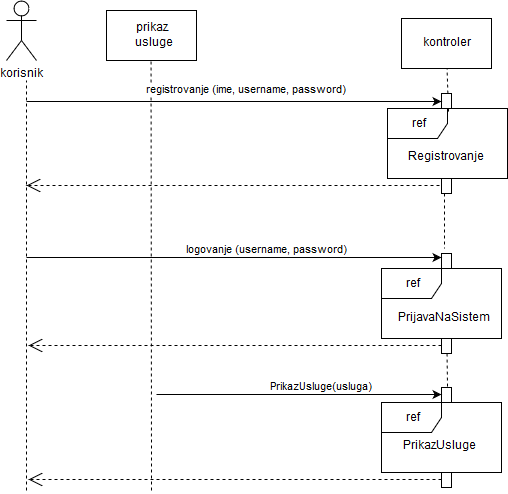 prikaz
usluge
kontroler
korisnik
registrovanje (ime, username, password)
ref
Registrovanje
logovanje (username, password)
ref
PrijavaNaSistem
PrikazUsluge(usluga)
ref
PrikazUsluge